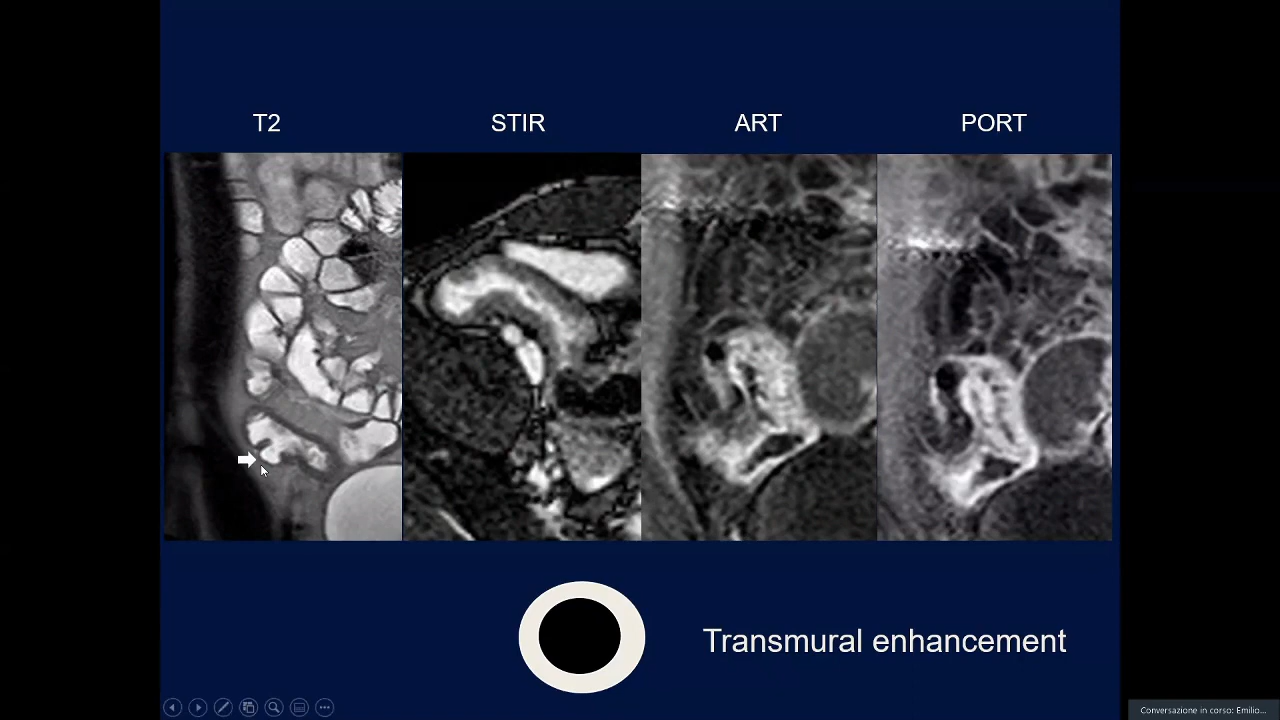 T2 STIR ART PORT
Transmural enhancement
Conversazione in corso: Emilio...